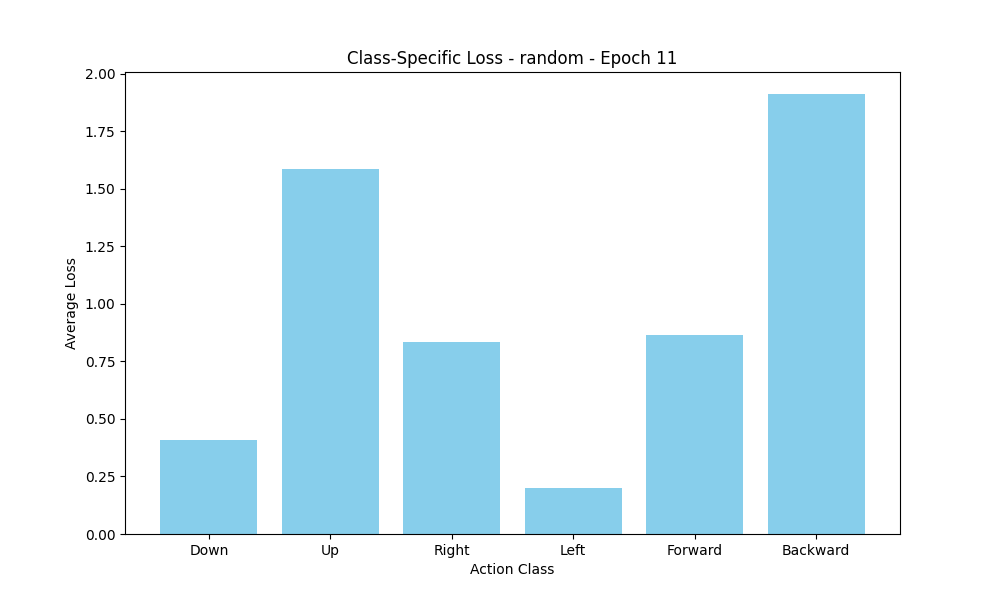 Class-Specific Loss - random - Epoch 11
2.00
1.75
1.50
1.25
1.00
0.75
0.50
0.25
0.00
Average Loss
Down Up Right Left Forward Backward
Action Class